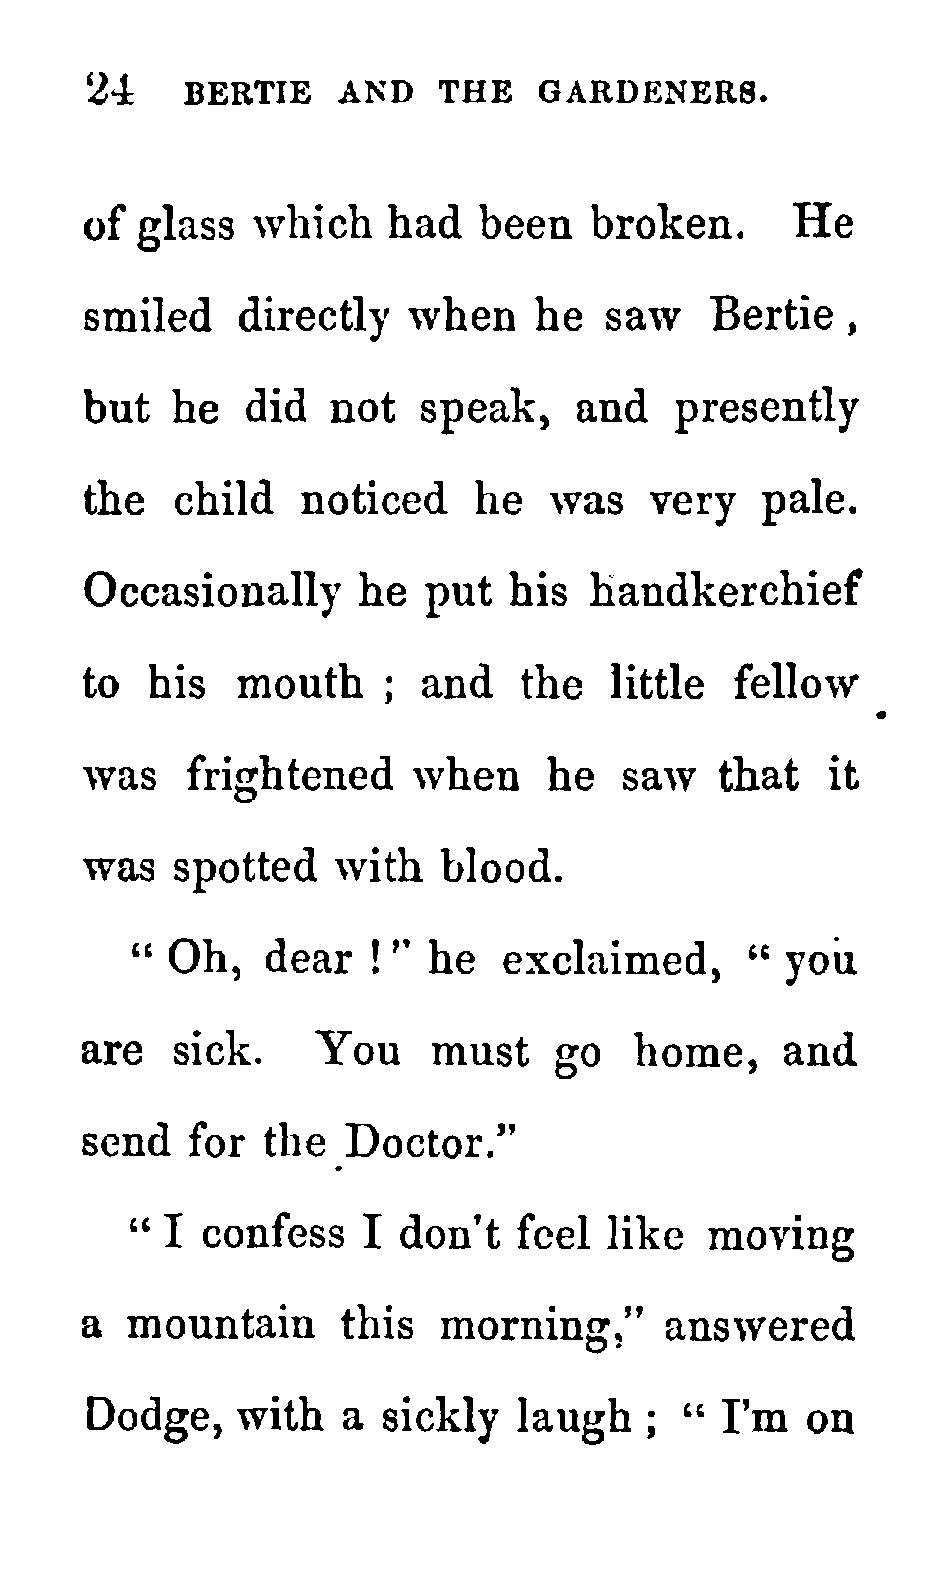 24 BERTIE AND THE GARDENERS.
of glass which had been broken. He
smiled directly when he saw Bertie,
but he did not speak, and presently
the child noticed he was very pale.
Occasionally he put his handkerchief
to his mouth ; and the little fellow
was frightened when he saw that it
was spotted with blood.
“ Oh, dear ! ” he exclaimed, “ you
are sick. You must go home, and
send for the Doctor.”
“ I confess I don’t feel like moving
a mountain this morning,” answered
Dodge, with a sickly laugh ; “ I’m on